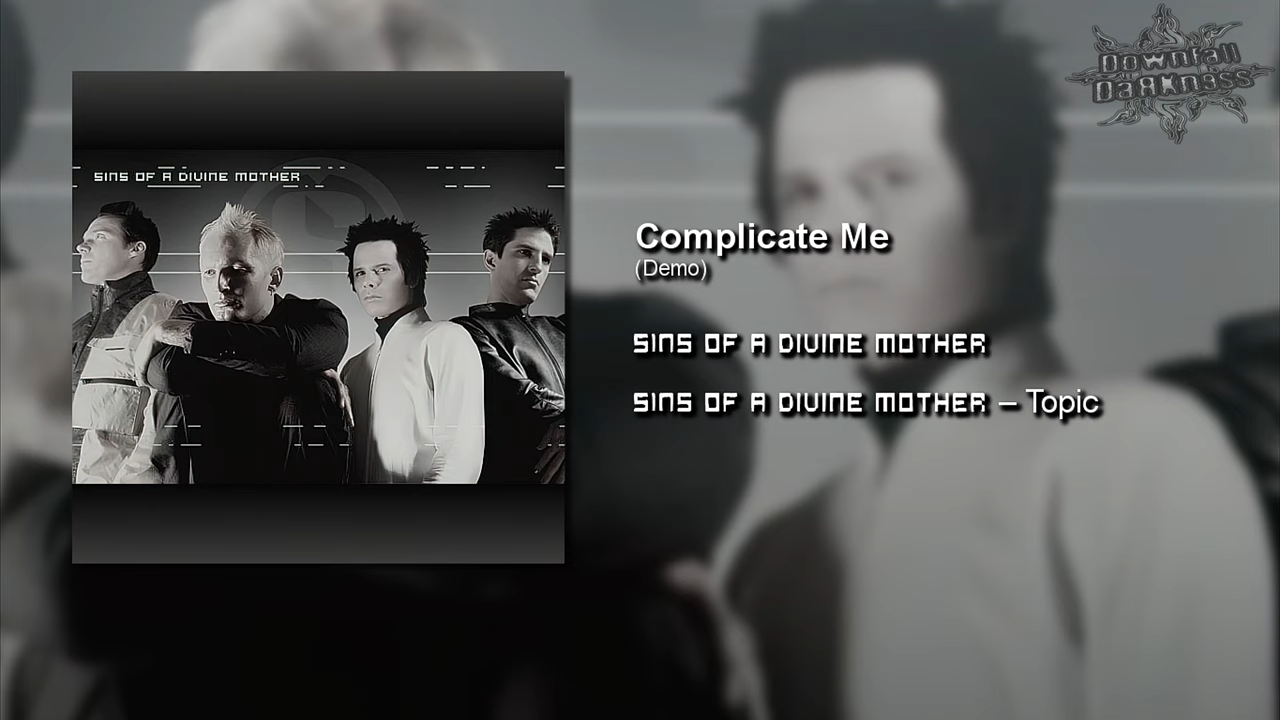 Downfall
Darkness
SINS OF A DIVINE MOTHER
Complicate Me
(Demo)
SINS OF A DIVINE MOTHER
SINS OF A DIVINE MOTHER – Topic